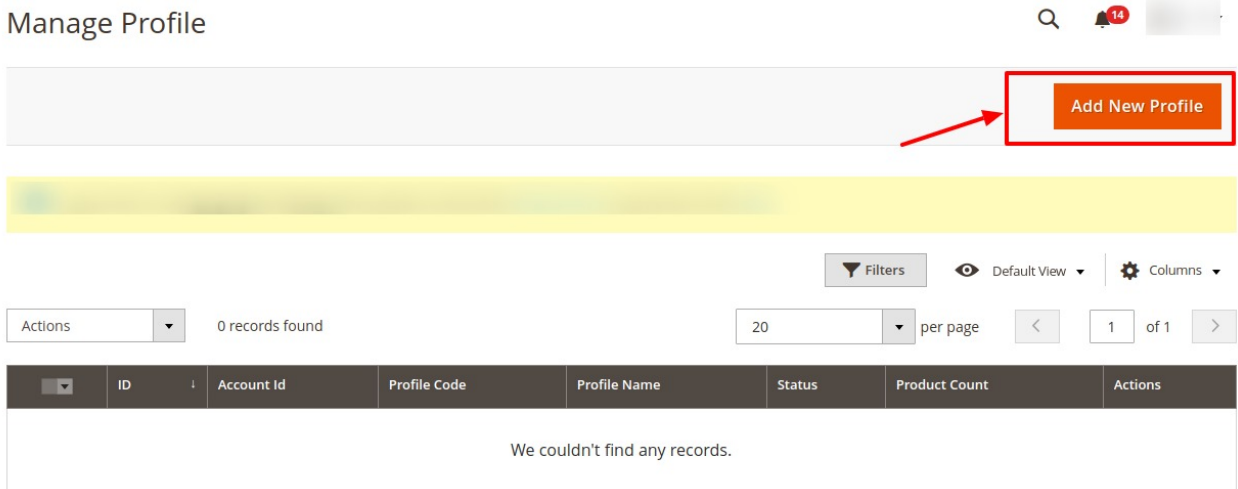 Manage Profile
14
Add New Profile
Filters
Default View
Columns
Actions
0 records found
20
per page
1
of 1
ID ↓ Account Id Profile Code Profile Name Status Product Count Actions
We couldn't find any records.